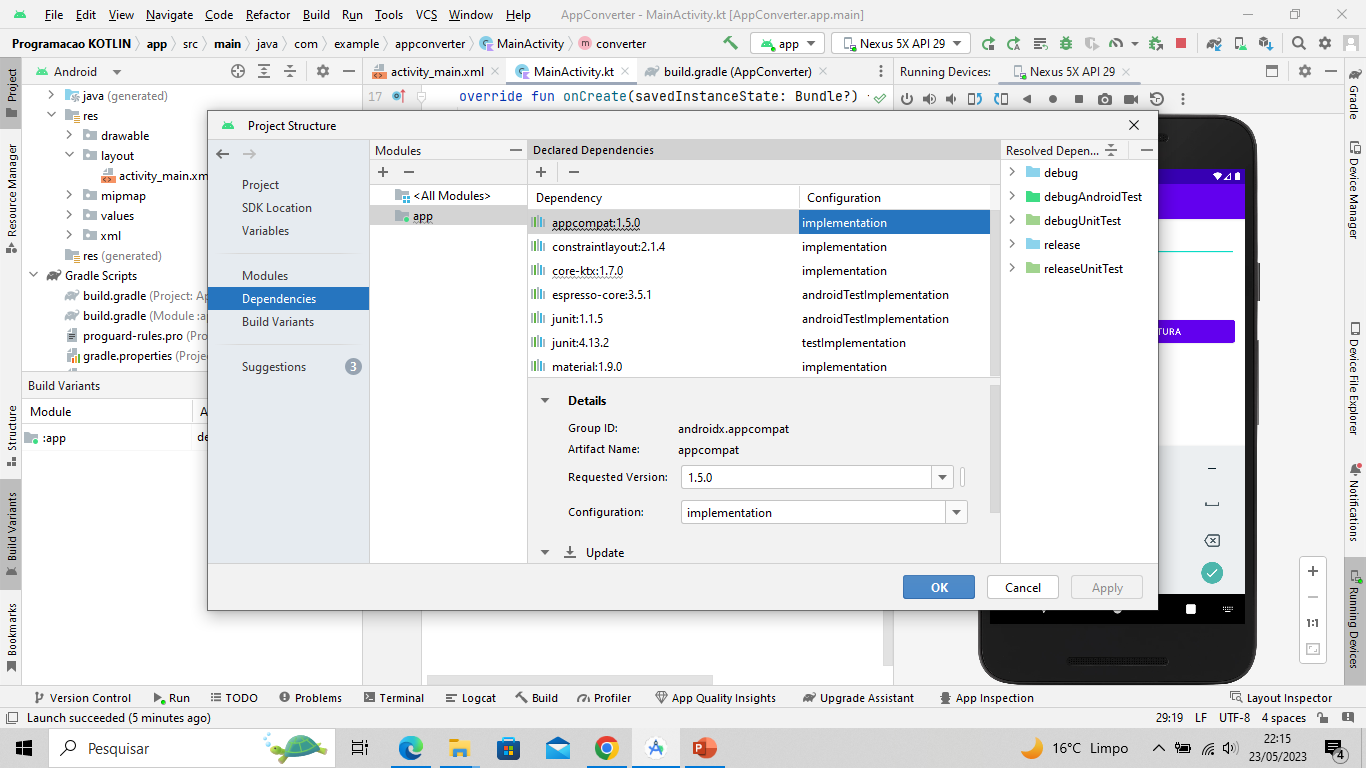 File Edit View Navigate Code Refactor Build Run Tools VCS Window Help AppConverter - MainActivity.kt [AppConverter.app.main]
Programacao KOTLIN app src main java com example appconverter MainActivity converter app Nexus 5X API 29
Project Android activity_main.xml MainActivity.kt build.gradle (AppConverter) Running Devices: Nexus 5X API 29 Gradle
17 override fun onCreate(savedInstanceState: Bundle?)
java (generated)
res
drawable
layout
activity_main.xm
mipmap
values
xml
res (generated)
Gradle Scripts
build.gradle (Project: Ap
build.gradle (Module :a
proguard-rules.pro (Pro
gradle.properties (Projec
Build Variants
Module
:app de
Resource Manager
Structure
Build Variants
Bookmarks
Project Structure
Project
SDK Location
Variables
Modules
Dependencies
Build Variants
Suggestions 3
Modules
<All Modules>
app
Declared Dependencies
Dependency Configuration
appcompat:1.5.0 implementation
constraintlayout:2.1.4 implementation
core-ktx:1.7.0 implementation
espresso-core:3.5.1 androidTestImplementation
junit:1.1.5 androidTestImplementation
junit:4.13.2 testImplementation
material:1.9.0 implementation
Details
Group ID: androidx.appcompat
Artifact Name: appcompat
Requested Version: 1.5.0
Configuration: implementation
Update
Resolved Depen...
debug
debugAndroidTest
debugUnitTest
release
releaseUnitTest
OK Cancel Apply
TURA
1:1
Device Manager
Device File Explorer
Notifications
Running Devices
Version Control Run TODO Problems Terminal Logcat Build Profiler App Quality Insights Upgrade Assistant App Inspection Layout Inspector
Launch succeeded (5 minutes ago) 29:19 LF UTF-8 4 spaces
Pesquisar 16°C Limpo 22:15
23/05/2023 4